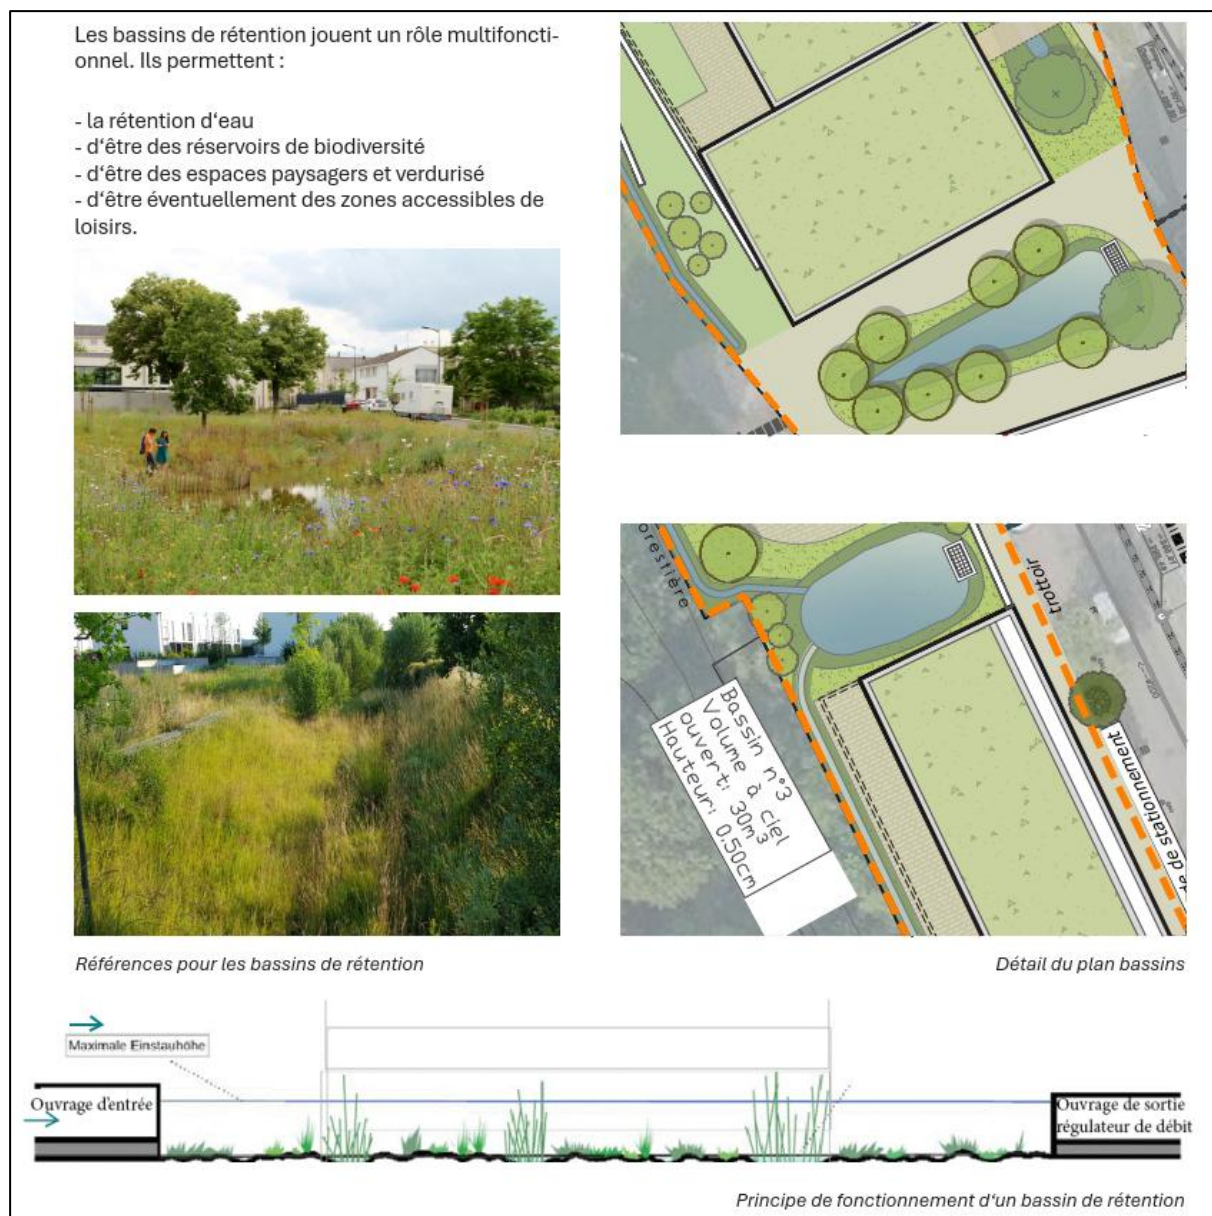 Les bassins de rétention jouent un rôle multifoncti-
onnel. Ils permettent :
- la rétention d'eau
- d'être des réservoirs de biodiversité
- d'être des espaces paysagers et verdurisé
- d'être éventuellement des zones accessibles de
loisirs.
orestière
trottoir
Bassin n°3
Volume à ciel
ouvert: 30m³
Hauteur: 0.50cm
de stationnement
Références pour les bassins de rétention
Détail du plan bassins
Maximale Einstauhöhe
Ouvrage d'entrée
Ouvrage de sortie
régulateur de débit
Principe de fonctionnement d'un bassin de rétention